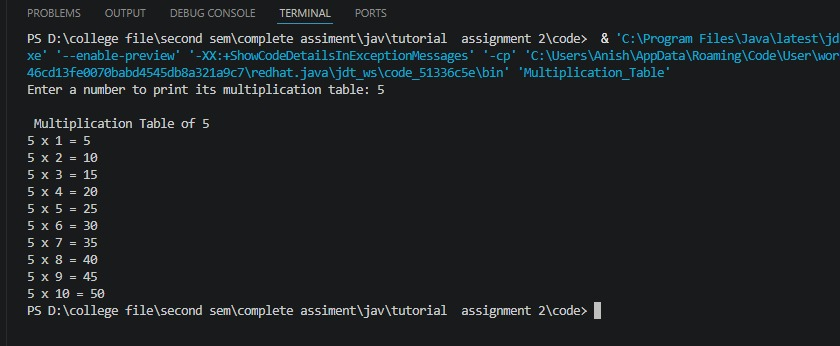 PROBLEMS OUTPUT DEBUG CONSOLE TERMINAL PORTS
PS D:\college file\second sem\complete assiment\jav\tutorial  assignment 2\code>  & 'C:\Program Files\Java\latest\jd
xe' '--enable-preview' '-XX:+ShowCodeDetailsInExceptionMessages' '-cp' 'C:\Users\Anish\AppData\Roaming\Code\User\wor
46cd13fe0070babd4545db8a321a9c7\redhat.java\jdt_ws\code_51336c5e\bin' 'Multiplication_Table'
Enter a number to print its multiplication table: 5
Multiplication Table of 5
5 x 1 = 5
5 x 2 = 10
5 x 3 = 15
5 x 4 = 20
5 x 5 = 25
5 x 6 = 30
5 x 7 = 35
5 x 8 = 40
5 x 9 = 45
5 x 10 = 50
PS D:\college file\second sem\complete assiment\jav\tutorial  assignment 2\code>